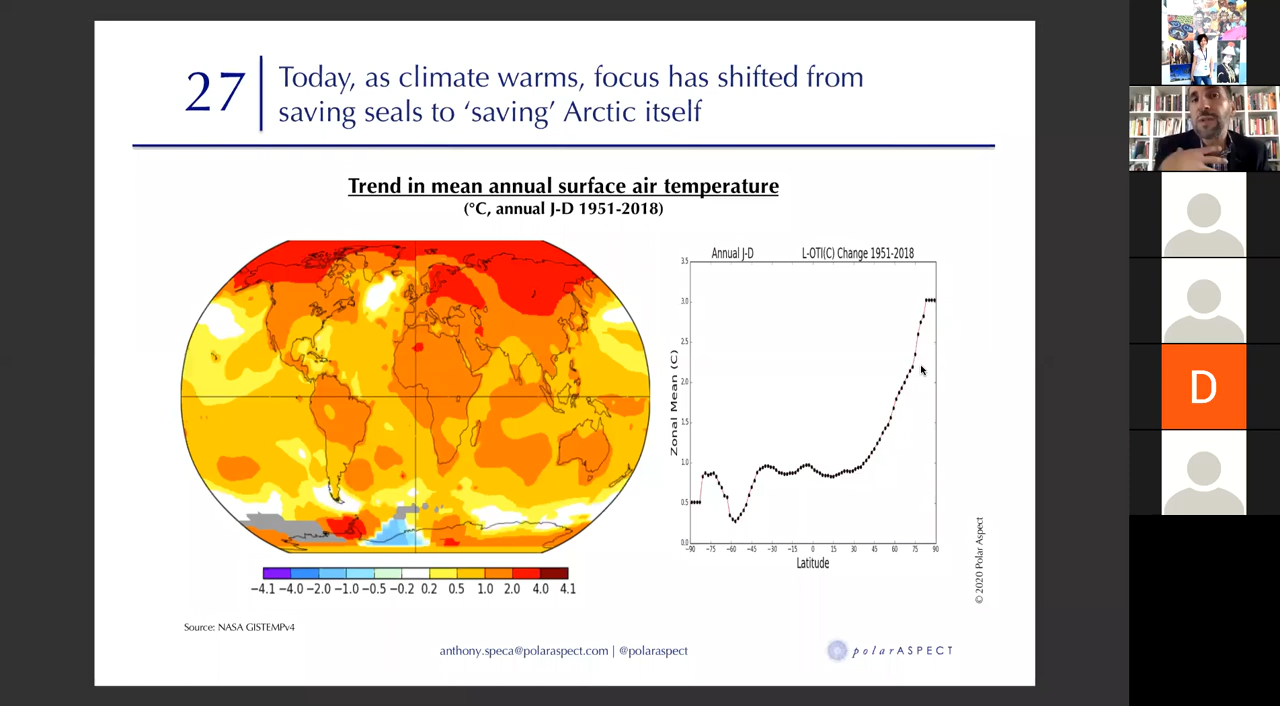 27
Today, as climate warms, focus has shifted from
saving seals to ‘saving’ Arctic itself
Trend in mean annual surface air temperature
(°C, annual J-D 1951-2018)
Annual J-D L-OTI(C) Change 1951-2018
Zonal Mean (C)
3.5
3.0
2.5
2.0
1.5
1.0
0.5
0.0
−90 −75 −60 −45 −30 −15 0 15 30 45 60 75 90
Latitude
−4.1 −4.0 −2.0 −1.0 −0.5 −0.2 0.2 0.5 1.0 2.0 4.0 4.1
© 2020 Polar Aspect
Source: NASA GISTEMPv4
anthony.speca@polaraspect.com | @polaraspect
polarASPECT
D